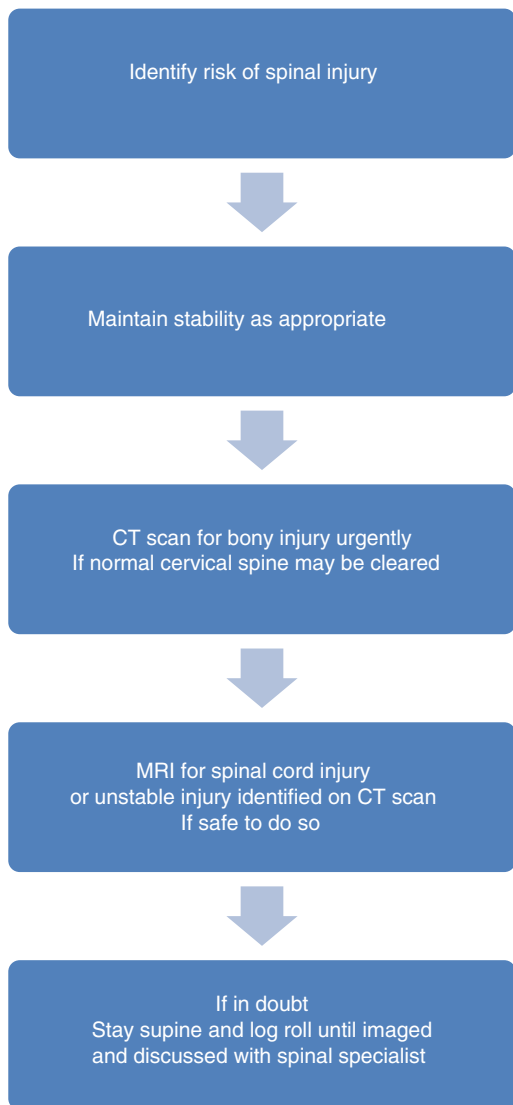 Identify risk of spinal injury
Maintain stability as appropriate
CT scan for bony injury urgently
If normal cervical spine may be cleared
MRI for spinal cord injury
or unstable injury identified on CT scan
If safe to do so
If in doubt
Stay supine and log roll until imaged
and discussed with spinal specialist